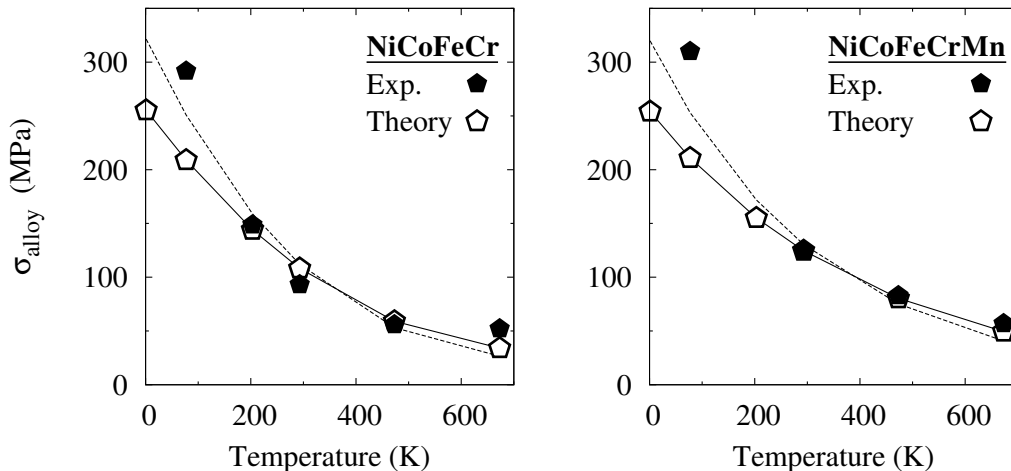 NiCoFeCr
Exp.
Theory
300
200
100
0
σalloy (MPa)
0 200 400 600
Temperature (K)
NiCoFeCrMn
Exp.
Theory
300
200
100
0
0 200 400 600
Temperature (K)